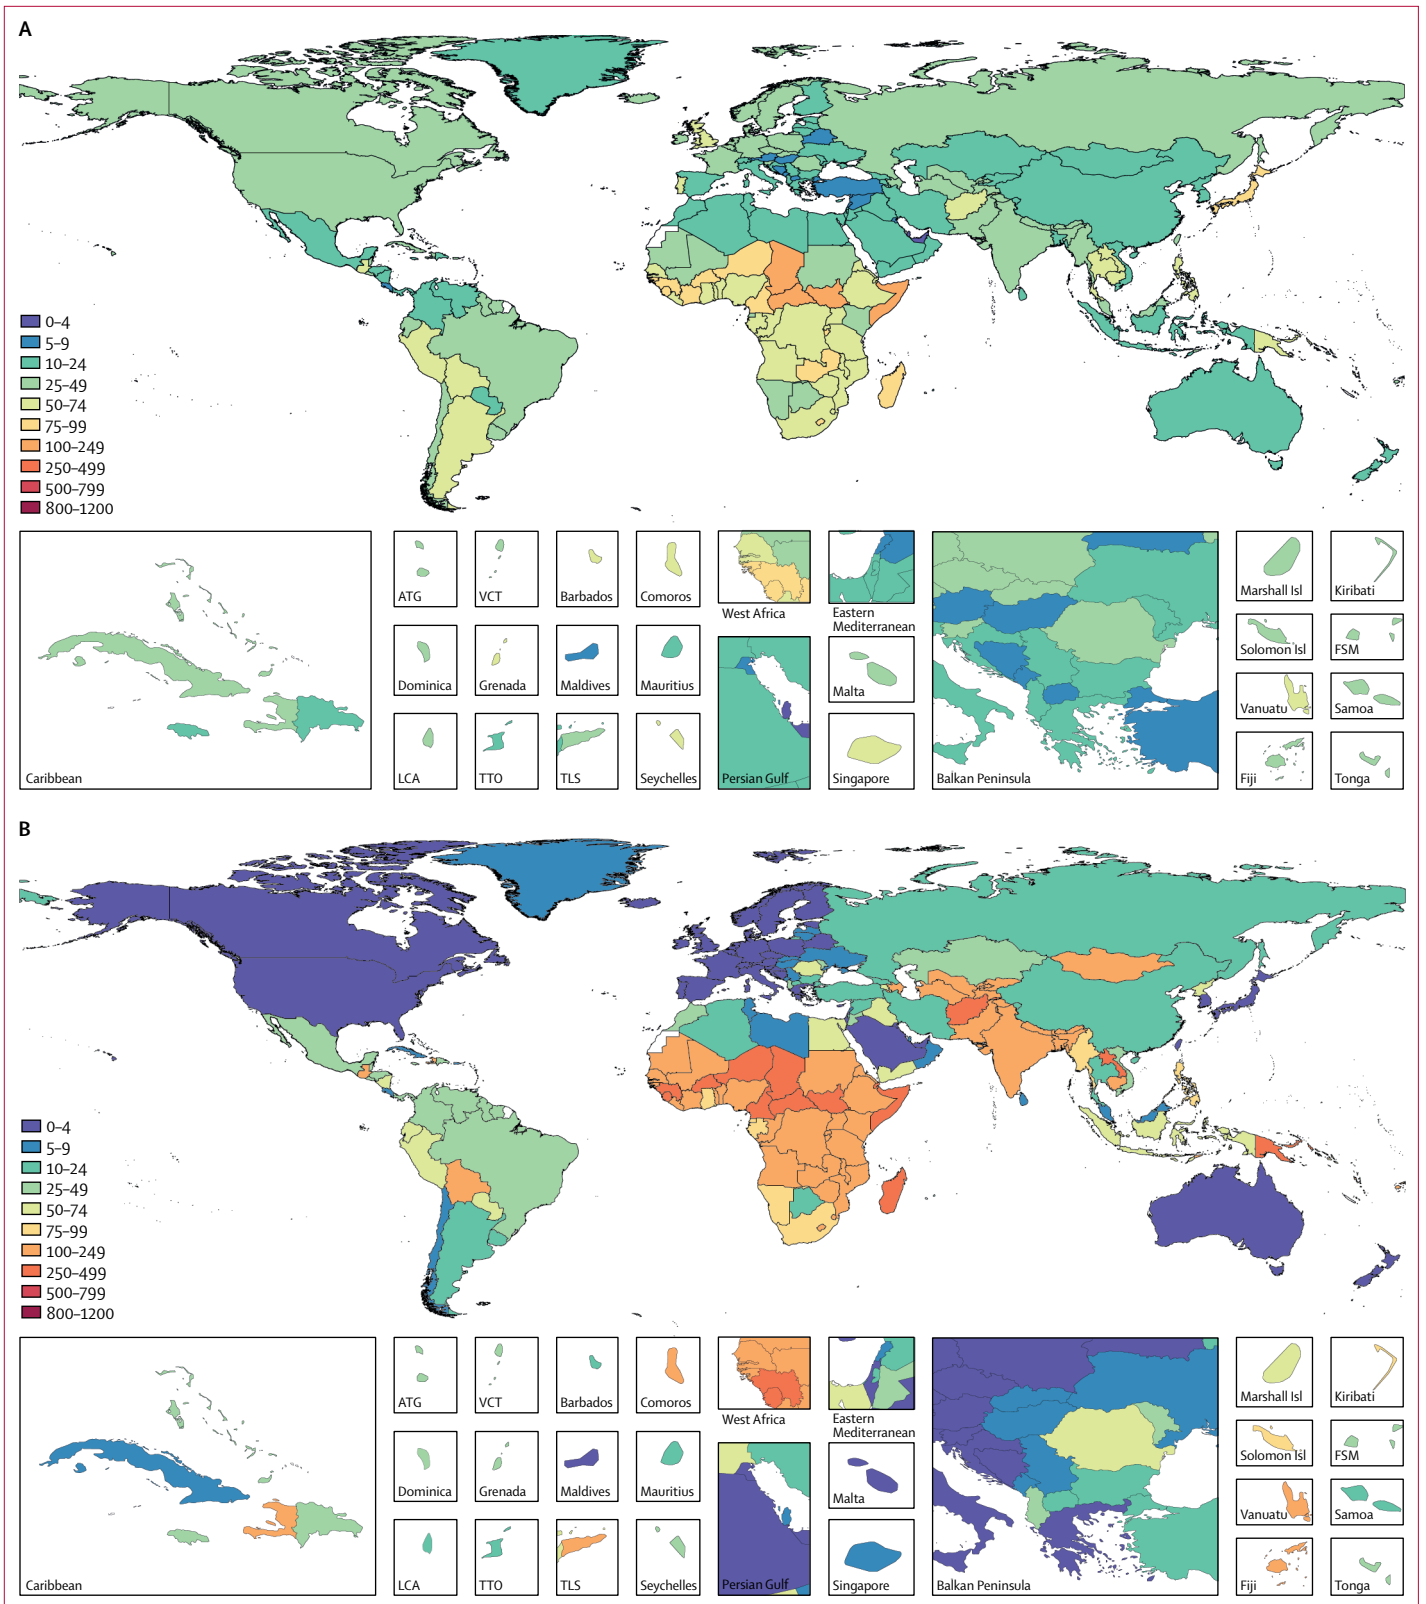 A
0–4
5–9
10–24
25–49
50–74
75–99
100–249
250–499
500–799
800–1200
Caribbean
ATG
VCT
Barbados
Comoros
West Africa
Eastern
Mediterranean
Marshall Isl
Kiribati
Dominica
Grenada
Maldives
Mauritius
Malta
Solomon Isl
FSM
Vanuatu
Samoa
LCA
TTO
TLS
Seychelles
Persian Gulf
Singapore
Balkan Peninsula
Fiji
Tonga
B
0–4
5–9
10–24
25–49
50–74
75–99
100–249
250–499
500–799
800–1200
Caribbean
ATG
VCT
Barbados
Comoros
West Africa
Eastern
Mediterranean
Marshall Isl
Kiribati
Dominica
Grenada
Maldives
Mauritius
Malta
Solomon Isl
FSM
Vanuatu
Samoa
LCA
TTO
TLS
Seychelles
Persian Gulf
Singapore
Balkan Peninsula
Fiji
Tonga